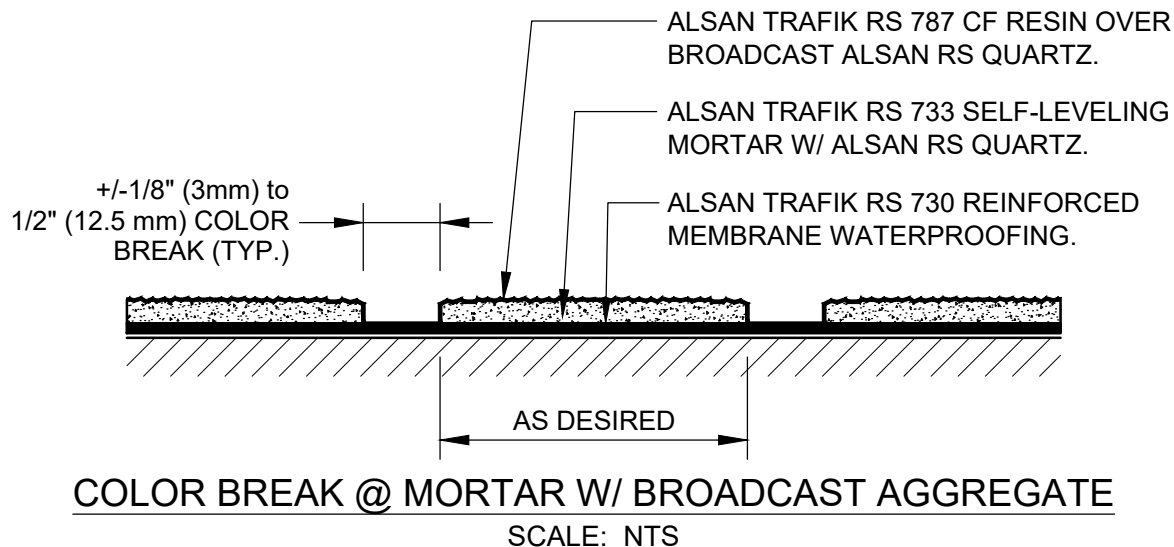 ALSAN TRAFIK RS 787 CF RESIN OVER
BROADCAST ALSAN RS QUARTZ.
ALSAN TRAFIK RS 733 SELF-LEVELING
MORTAR W/ ALSAN RS QUARTZ.
+/-1/8" (3mm) to
1/2" (12.5 mm) COLOR
BREAK (TYP.)
ALSAN TRAFIK RS 730 REINFORCED
MEMBRANE WATERPROOFING.
AS DESIRED
COLOR BREAK @ MORTAR W/ BROADCAST AGGREGATE
SCALE: NTS